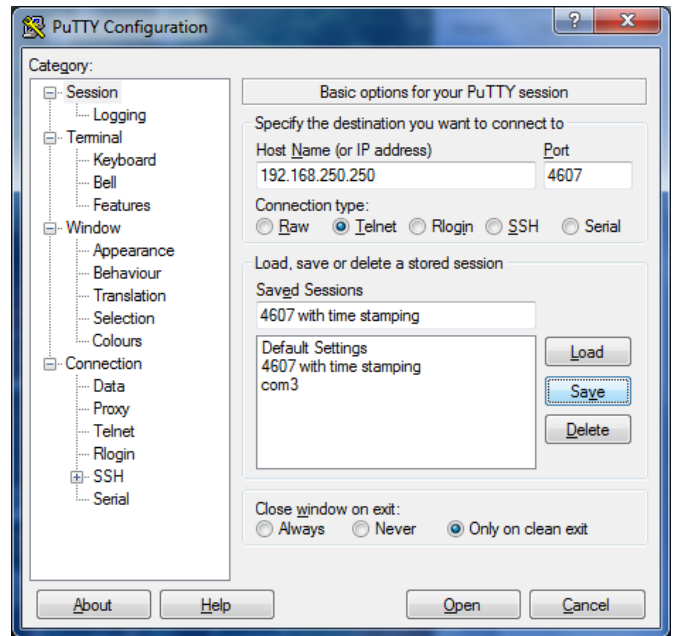 PuTTY Configuration
?
X
Category:
Session
Logging
Terminal
Keyboard
Bell
Features
Window
Appearance
Behaviour
Translation
Selection
Colours
Connection
Data
Proxy
Telnet
Rlogin
SSH
Serial
Basic options for your PuTTY session
Specify the destination you want to connect to
Host Name (or IP address) Port
192.168.250.250 4607
Connection type:
Raw Telnet Rlogin SSH Serial
Load, save or delete a stored session
Saved Sessions
4607 with time stamping
Default Settings
4607 with time stamping
com3
Load
Save
Delete
Close window on exit:
Always Never Only on clean exit
About Help Open Cancel